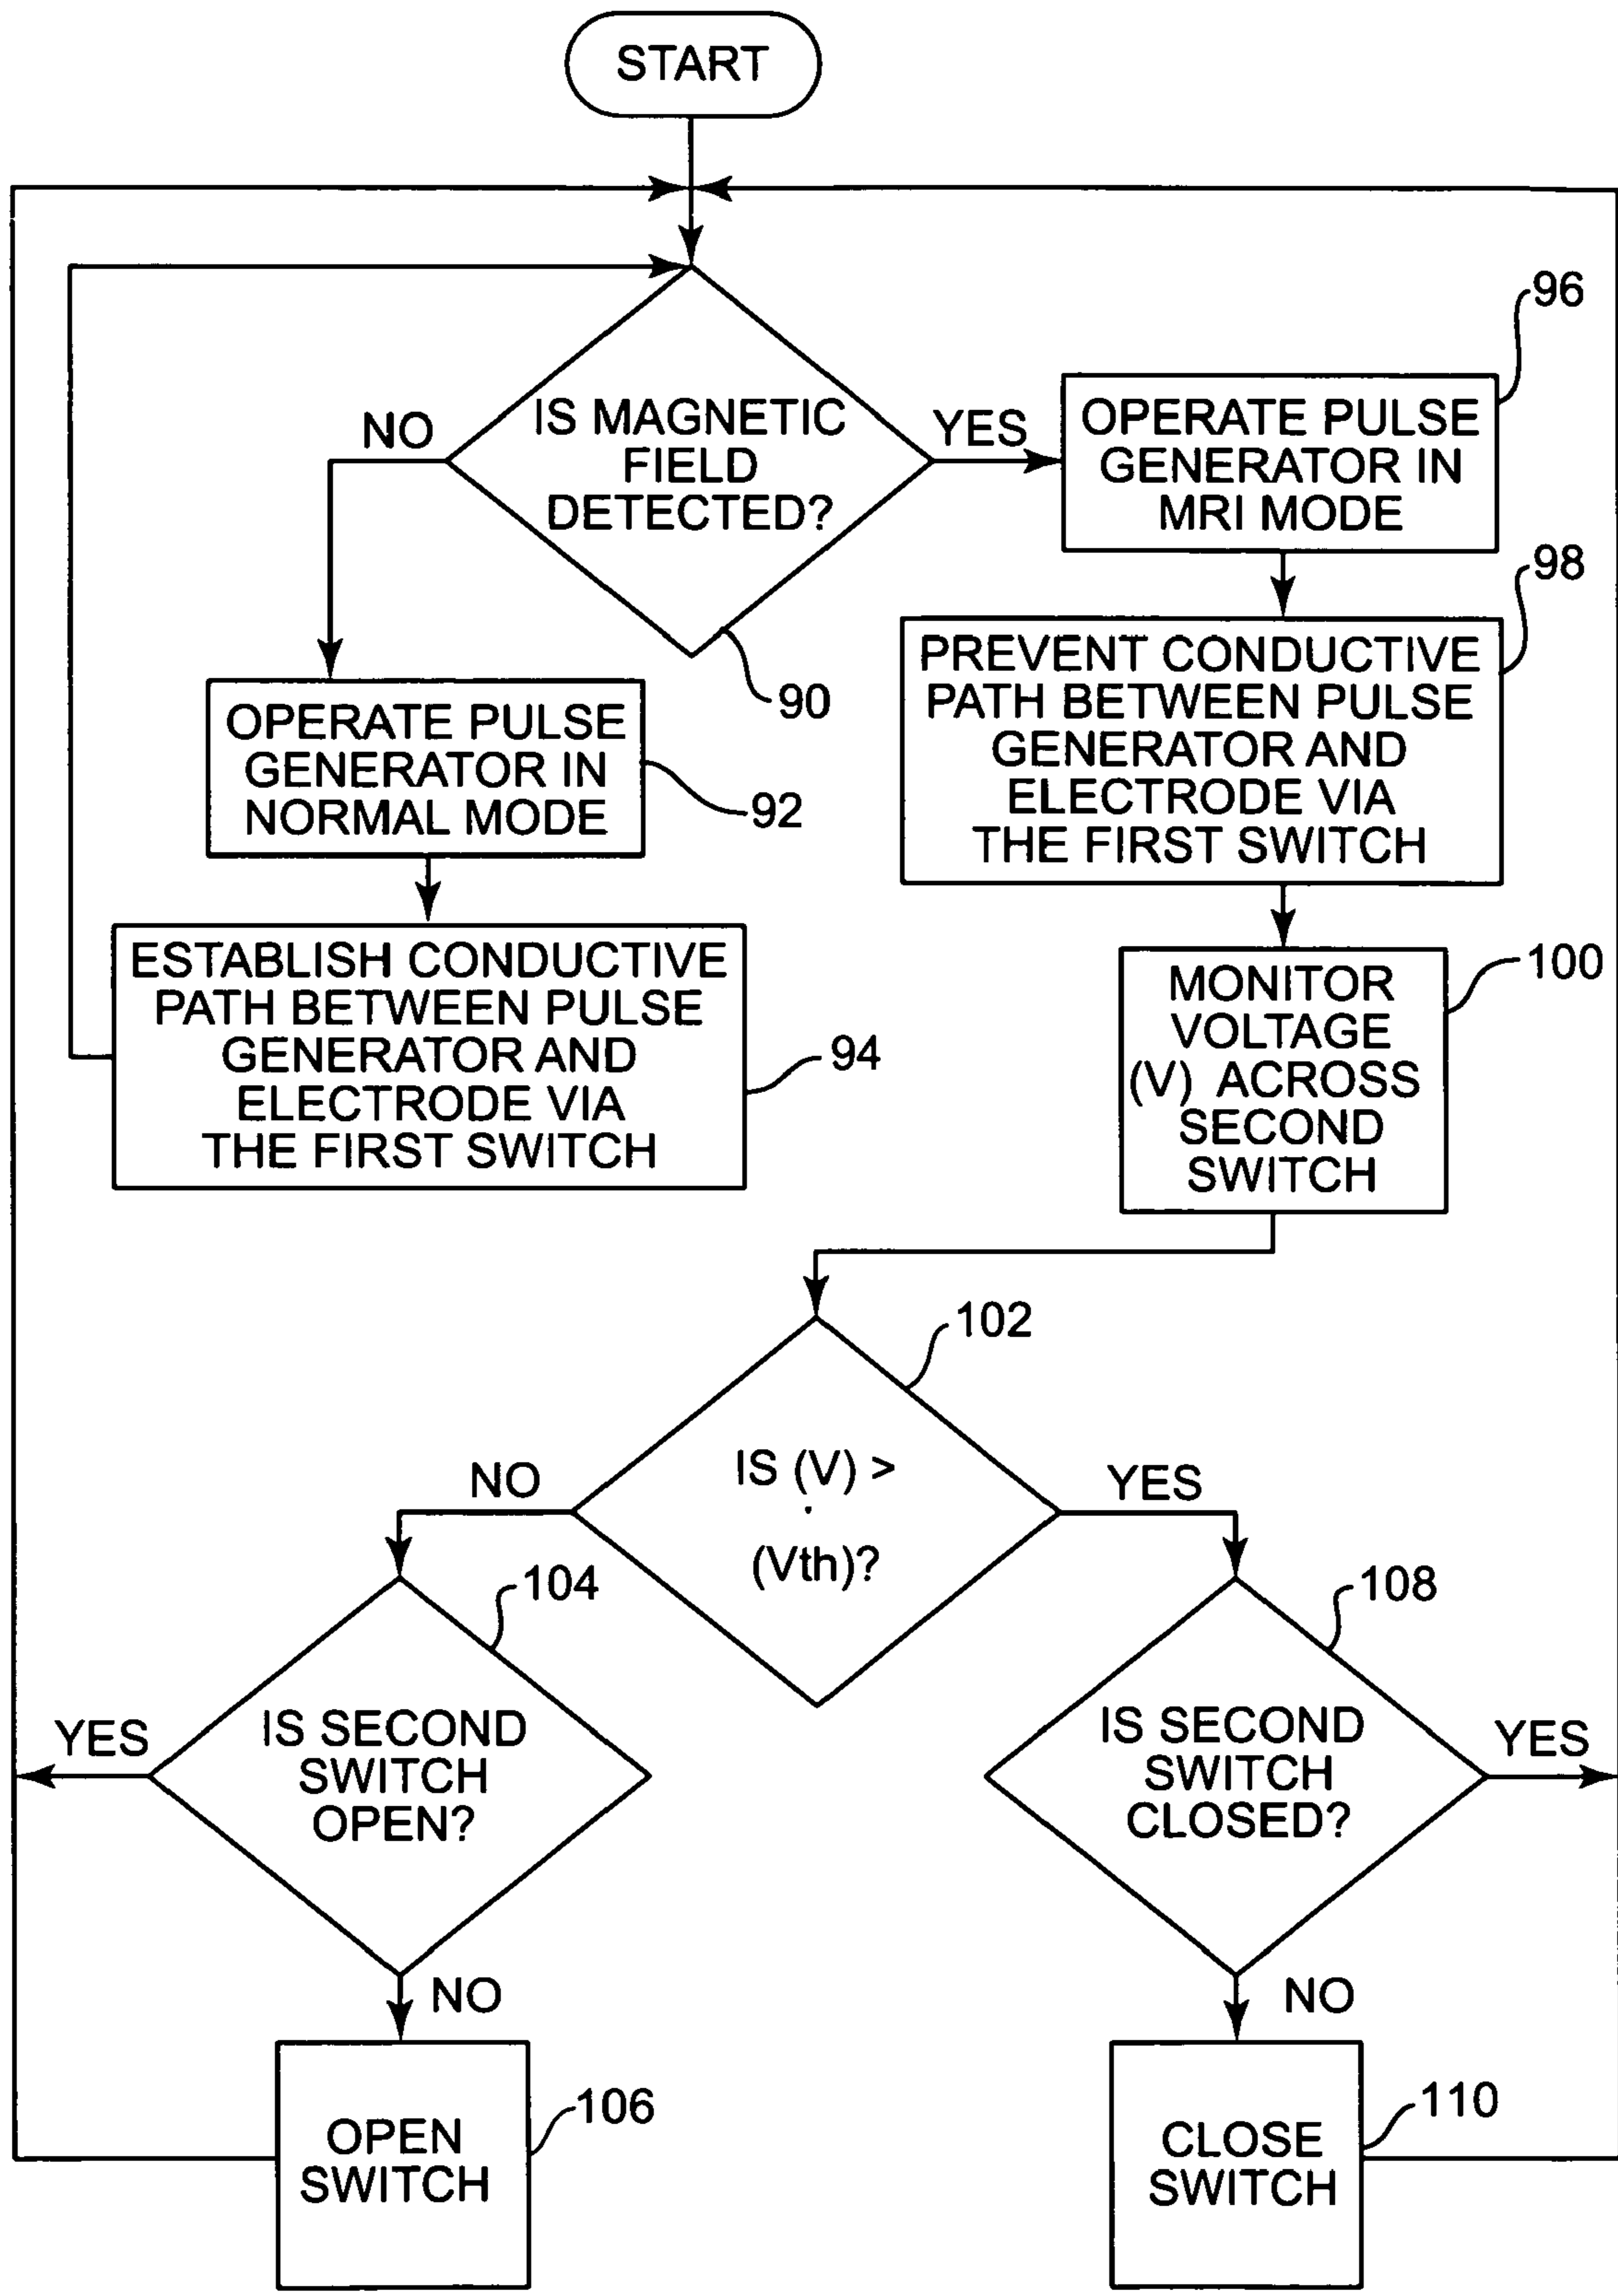 START
96
IS MAGNETIC
FIELD
DETECTED?
NO
YES
OPERATE PULSE
GENERATOR IN
MRI MODE
98
90
OPERATE PULSE
GENERATOR IN
NORMAL MODE
92
PREVENT CONDUCTIVE
PATH BETWEEN PULSE
GENERATOR AND
ELECTRODE VIA
THE FIRST SWITCH
ESTABLISH CONDUCTIVE
PATH BETWEEN PULSE
GENERATOR AND
ELECTRODE VIA
THE FIRST SWITCH
94
MONITOR
VOLTAGE
(V) ACROSS
SECOND
SWITCH
100
102
IS (V) >
(Vth)?
NO
YES
104
108
IS SECOND
SWITCH
OPEN?
YES
NO
IS SECOND
SWITCH
CLOSED?
YES
NO
OPEN
SWITCH
106
CLOSE
SWITCH
110